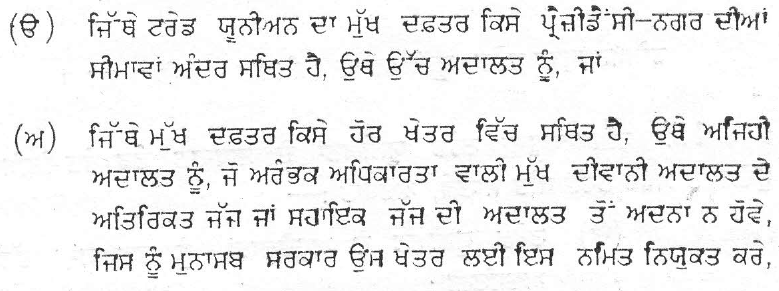 (ੳ) ਜਿੱਥੇ ਟਰੇਡ ਯੂਨੀਅਨ ਦਾ ਮੁੱਖ ਦਫ਼ਤਰ ਕਿਸੇ ਪ੍ਰੈਜ਼ੀਡੈਂਸੀ-ਨਗਰ ਦੀਆਂ
ਸੀਮਾਵਾਂ ਅੰਦਰ ਸਥਿਤ ਹੈ, ਉਥੇ ਉੱਚ ਅਦਾਲਤ ਨੂੰ, ਜਾਂ
(ਅ) ਜਿੱਥੇ ਮੁੱਖ ਦਫ਼ਤਰ ਕਿਸੇ ਹੋਰ ਖੇਤਰ ਵਿੱਚ ਸਥਿਤ ਹੈ, ਉਥੇ ਅਜਿਹੀ
ਅਦਾਲਤ ਨੂੰ, ਜੋ ਅਰੰਭਕ ਅਧਿਕਾਰਤਾ ਵਾਲੀ ਮੁੱਖ ਦੀਵਾਨੀ ਅਦਾਲਤ ਦੇ
ਅਤਿਰਿਕਤ ਜੱਜ ਜਾਂ ਸਹਾਇਕ ਜੱਜ ਦੀ ਅਦਾਲਤ ਤੋਂ ਅਦਨਾ ਨ ਹੋਵੇ,
ਜਿਸ ਨੂੰ ਮੁਨਾਸਬ ਸਰਕਾਰ ਉਸ ਖੇਤਰ ਲਈ ਇਸ ਨਮਿਤ ਨਿਯੁਕਤ ਕਰੇ,